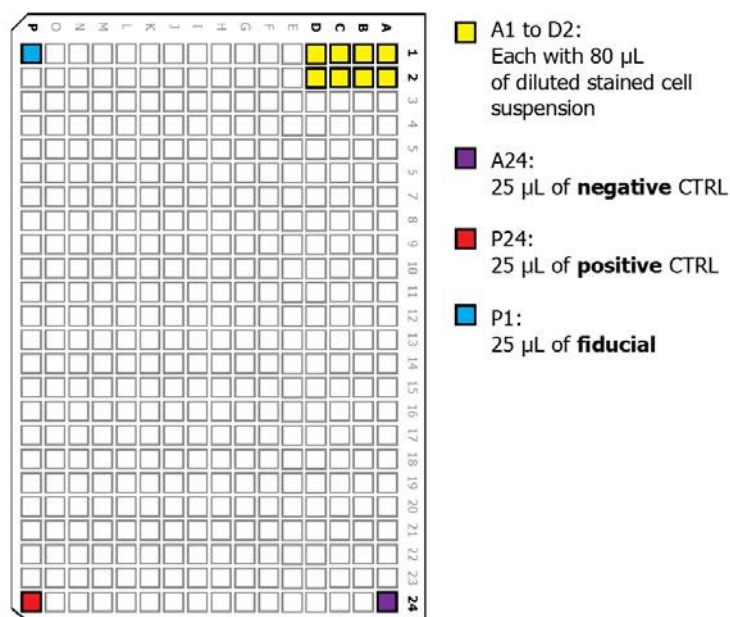 P O N M L K J I H G F E D C B A
1
2
3
4
5
6
7
8
9
10
11
12
13
14
15
16
17
18
19
20
21
22
23
24
A1 to D2:
Each with 80 µL
of diluted stained cell
suspension
A24:
25 µL of negative CTRL
P24:
25 µL of positive CTRL
P1:
25 µL of fiducial